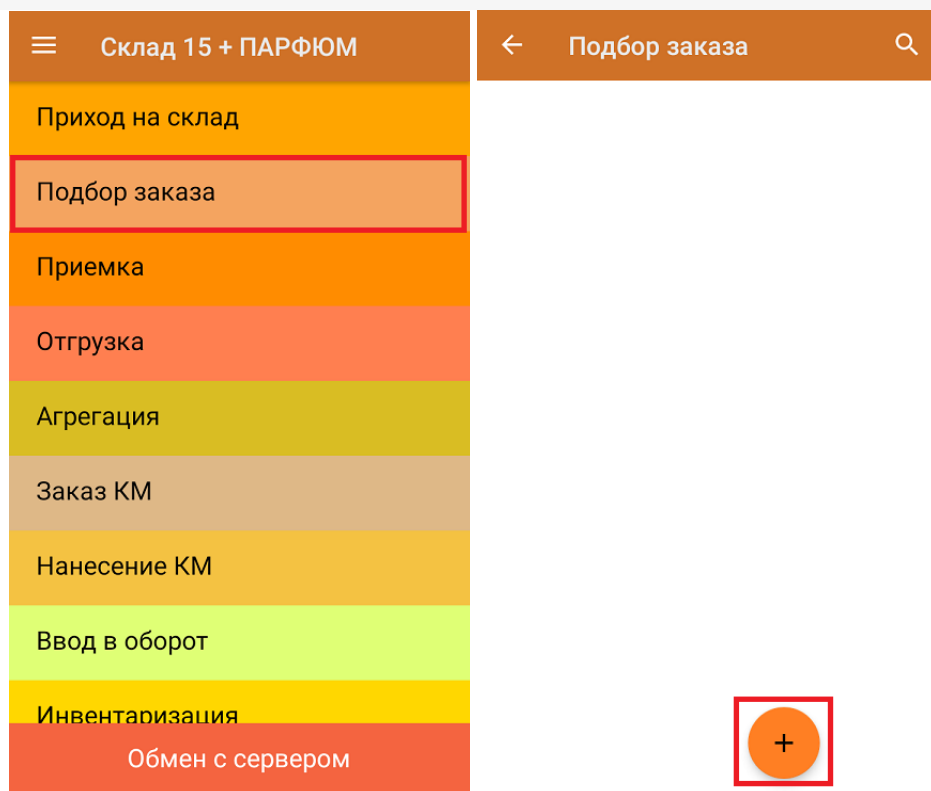 Склад 15 + ПАРФЮМ
Приход на склад
Подбор заказа
Приемка
Отгрузка
Агрегация
Заказ КМ
Нанесение КМ
Ввод в оборот
Инвентаризация
Обмен с сервером
Подбор заказа
+